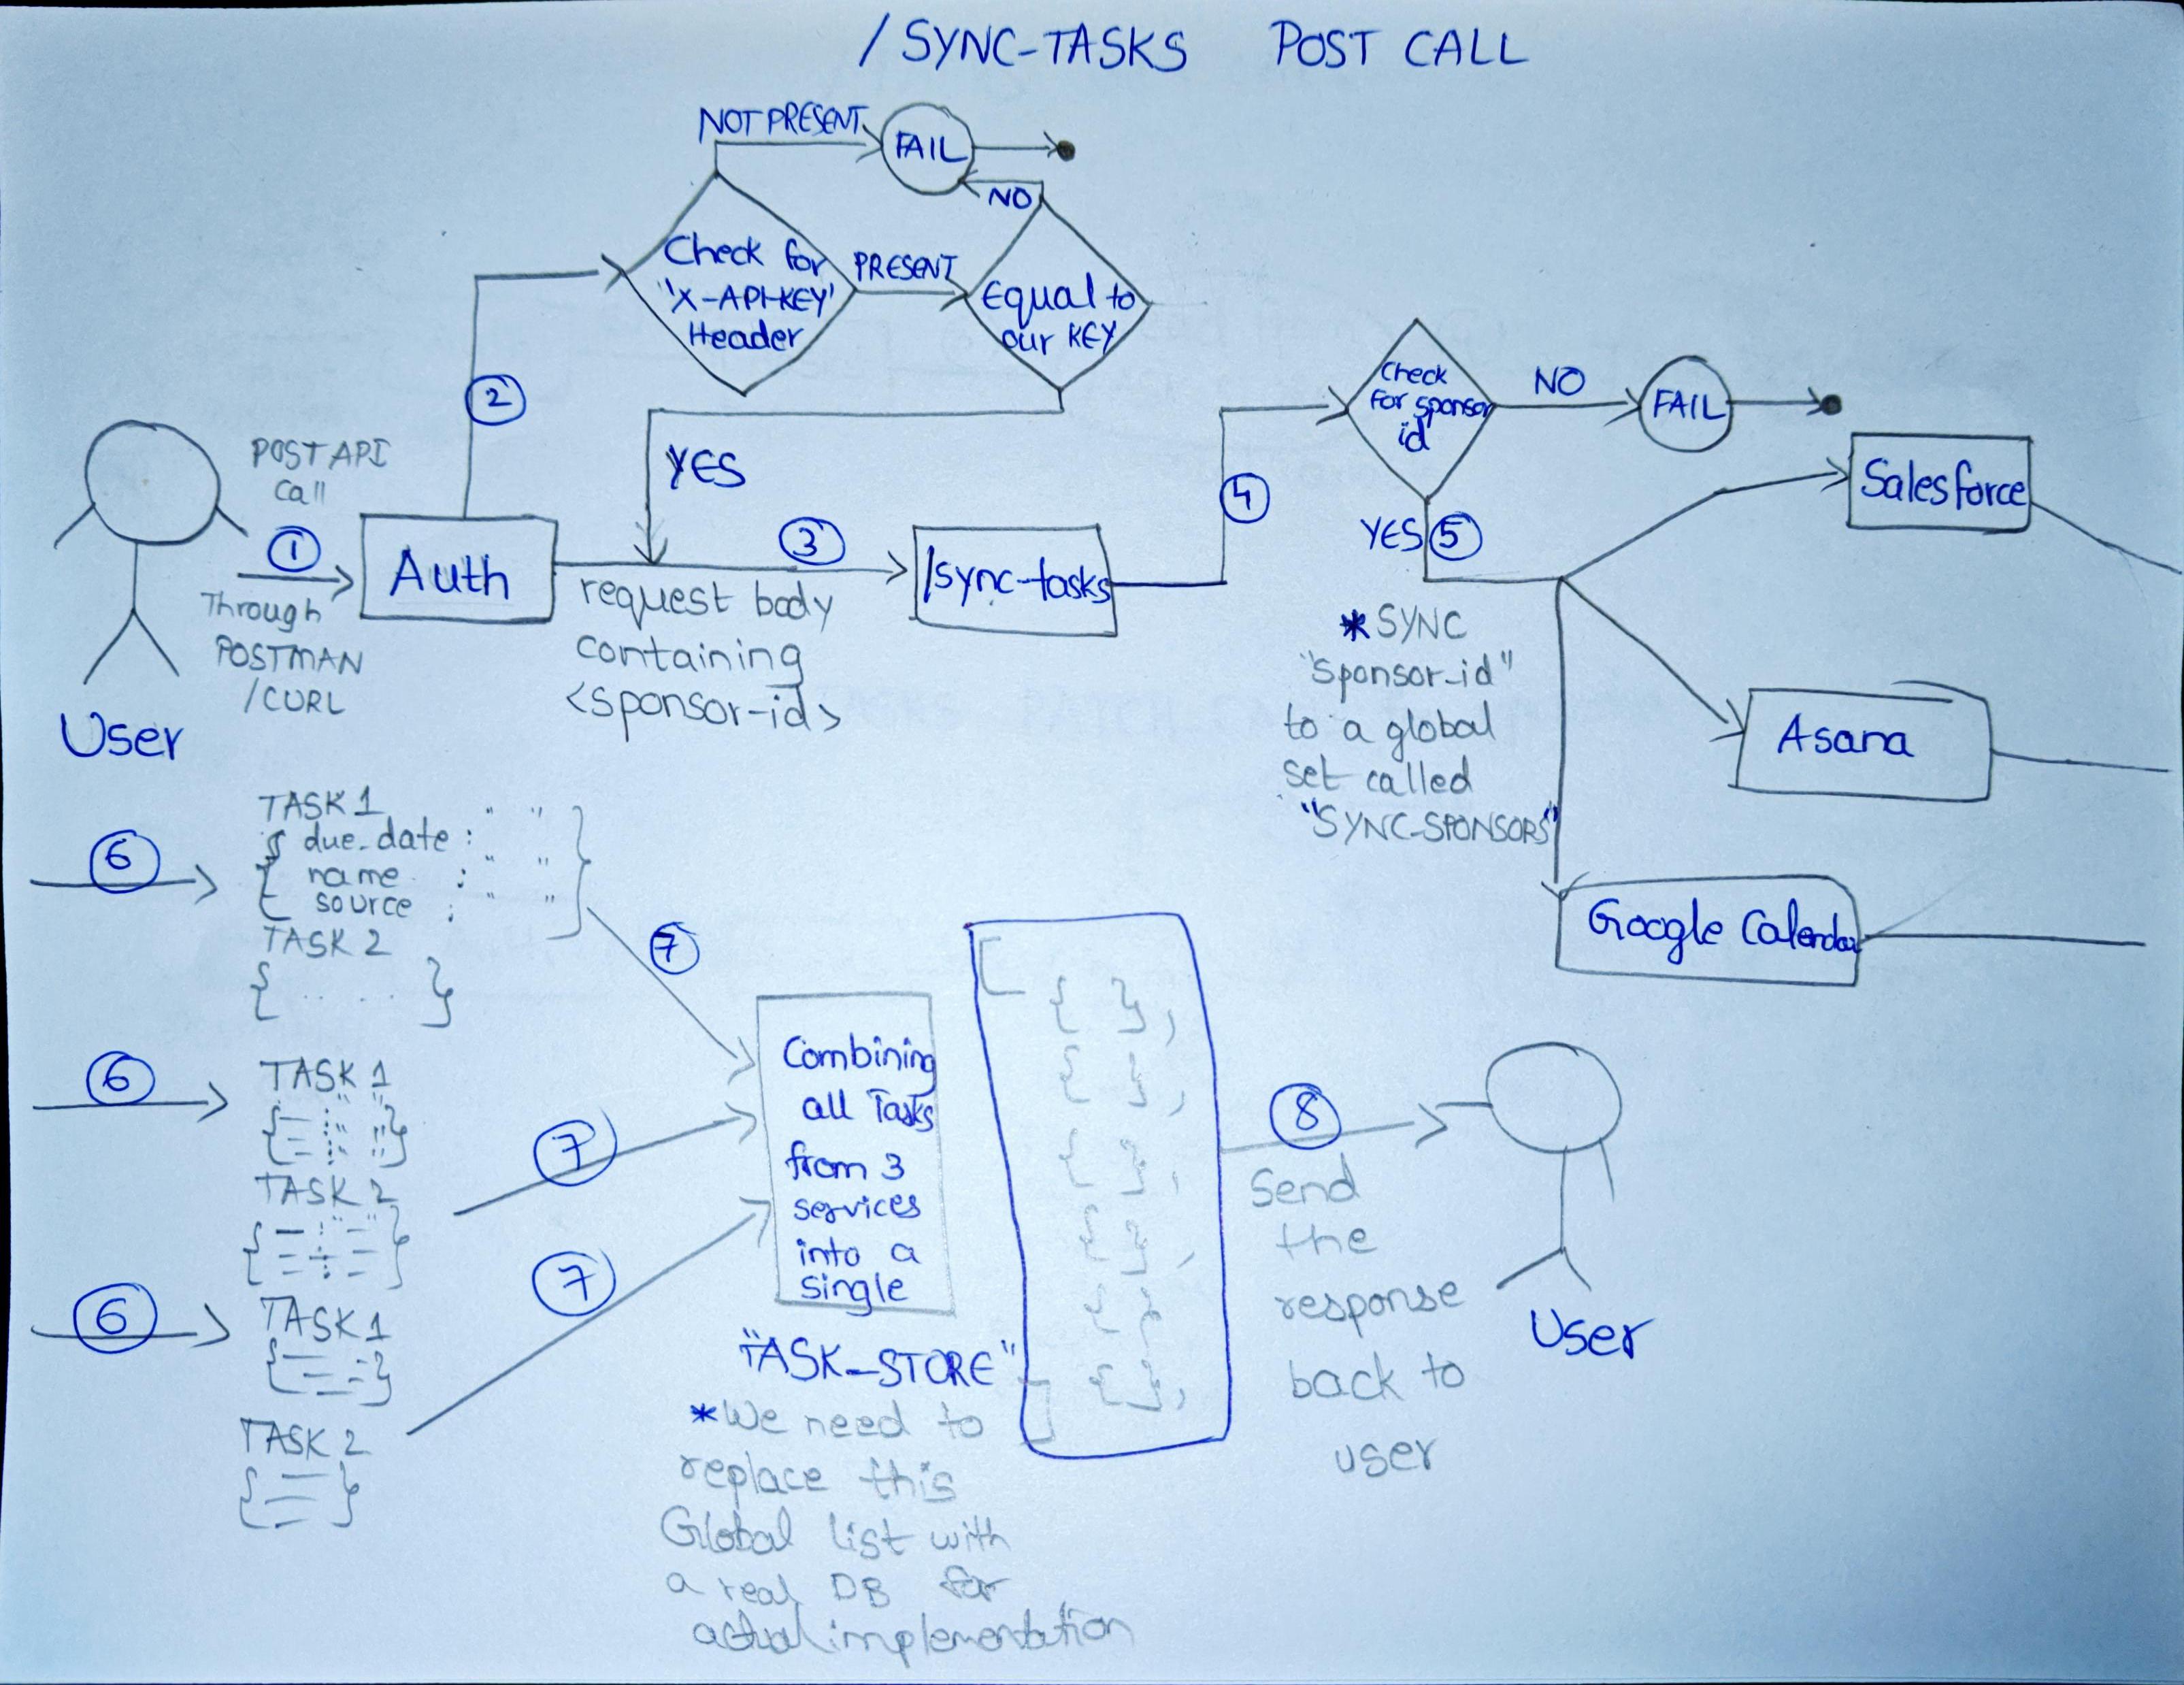 /SYNC-TASKS POST CALL
NOT PRESENT
FAIL
NO
Check for
"X-API-KEY"
Header
PRESENT
Equal to
our KEY
2
YES
POST API
Call
1
Through
POSTMAN
/CURL
User
Auth
3
request body
containing
<sponsor-id>
/sync-tasks
4
Check
for sponsor
id
NO
FAIL
YES 5
*SYNC
"sponsor-id"
to a global
set called
"SYNC-SPONSORS"
Salesforce
Asana
Google Calendar
6
TASK 1
{ due_date : " "
name : " "
source : " " }
TASK 2
{ .. . . . }
6
TASK 1
TASK 2
6
TASK 1
TASK 2
7
7
7
Combining
all Tasks
from 3
services
into a
single
"TASK_STORE"
*We need to
replace this
Global list with
a real DB for
actual implementation
[
{ },
{ },
{ },
{ },
{ }
{ },
]
8
Send
the
response
back to
user
User